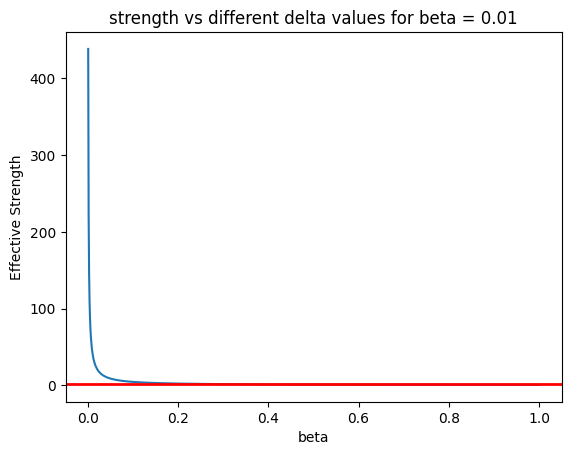 strength vs different delta values for beta = 0.01
Effective Strength
400
300
200
100
0
0.0 0.2 0.4 0.6 0.8 1.0
beta